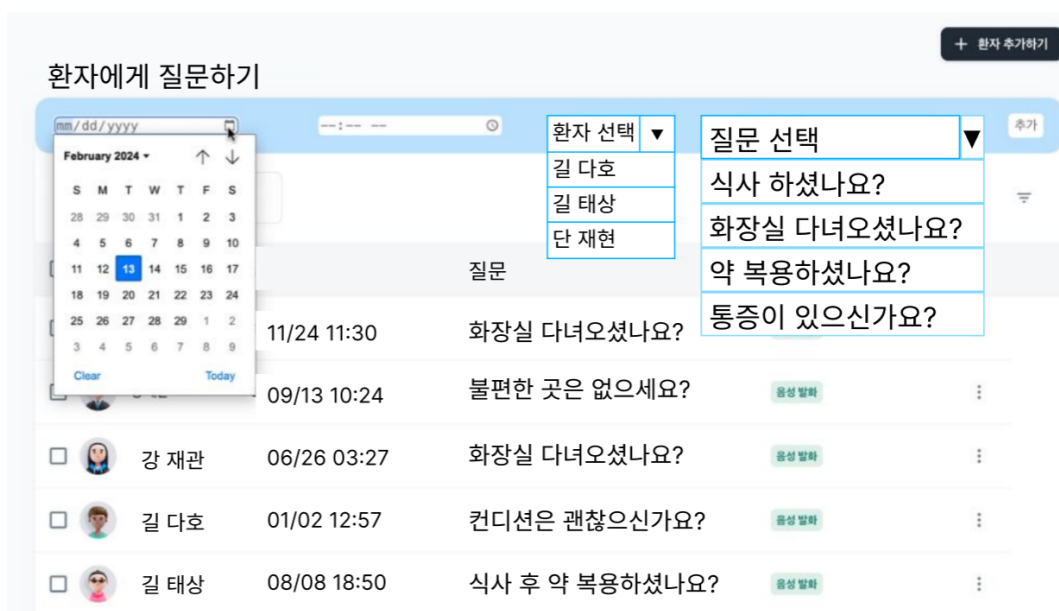 + 환자 추가하기
환자에게 질문하기
mm/dd/yyyy
--:-- --
환자 선택 ▼
질문 선택 ▼
추가
길 다호
길 태상
단 재현
식사 하셨나요?
화장실 다녀오셨나요?
약 복용하셨나요?
통증이 있으신가요?
February 2024
S M T W T F S
28 29 30 31 1 2 3
4 5 6 7 8 9 10
11 12 13 14 15 16 17
18 19 20 21 22 23 24
25 26 27 28 29 1 2
3 4 5 6 7 8 9
Clear Today
질문
11/24 11:30 화장실 다녀오셨나요?
09/13 10:24 불편한 곳은 없으세요? 음성 발화
강 재관 06/26 03:27 화장실 다녀오셨나요? 음성 발화
길 다호 01/02 12:57 컨디션은 괜찮으신가요? 음성 발화
길 태상 08/08 18:50 식사 후 약 복용하셨나요? 음성 발화